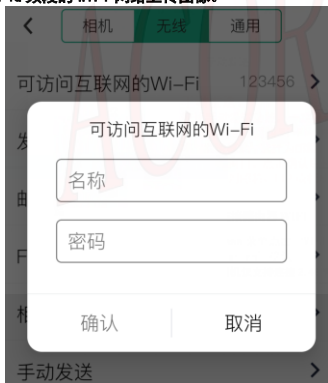 相机 无线 通用
可访问互联网的Wi-Fi 123456
可访问互联网的Wi-Fi
名称
密码
确认 取消
手动发送